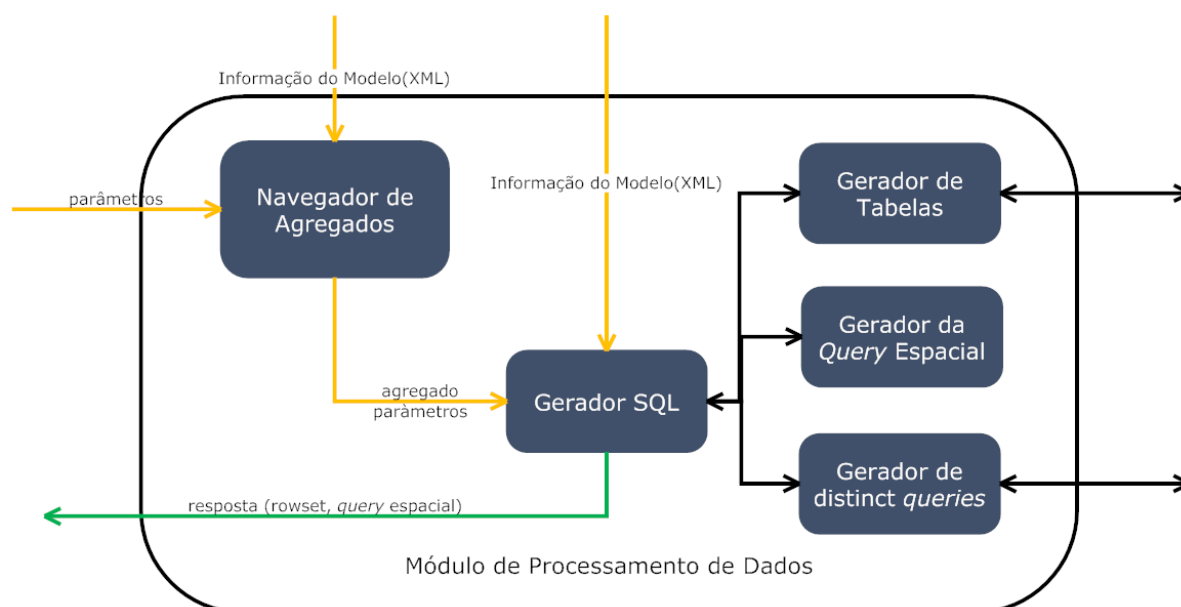 Informação do Modelo(XML)
parâmetros
Navegador de
Agregados
Informação do Modelo(XML)
Gerador de
Tabelas
Gerador da
Query Espacial
agregado
paràmetros
Gerador SQL
Gerador de
distinct queries
resposta (rowset, query espacial)
Módulo de Processamento de Dados